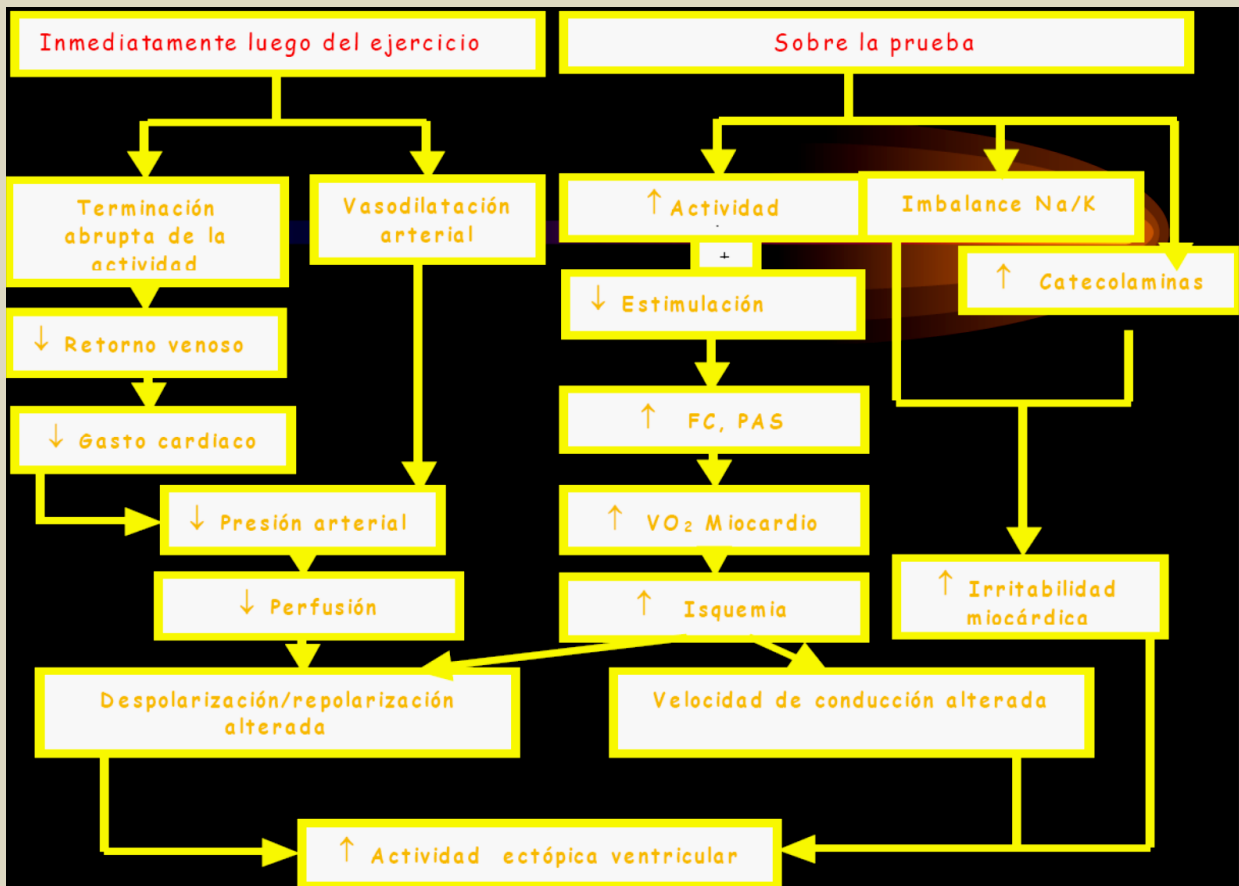 Inmediatamente luego del ejercicio
Sobre la prueba
Terminación
abrupta de la
actividad
Vasodilatación
arterial
↑ Actividad
+
↓ Estimulación
Imbalance Na/K
↑ Catecolaminas
↓ Retorno venoso
↓ Gasto cardiaco
↑ FC, PAS
↓ Presión arterial
↑ VO₂ Miocardio
↓ Perfusión
↑ Isquemia
↑ Irritabilidad
miocárdica
Despolarización/repolarización
alterada
Velocidad de conducción alterada
↑ Actividad ectópica ventricular